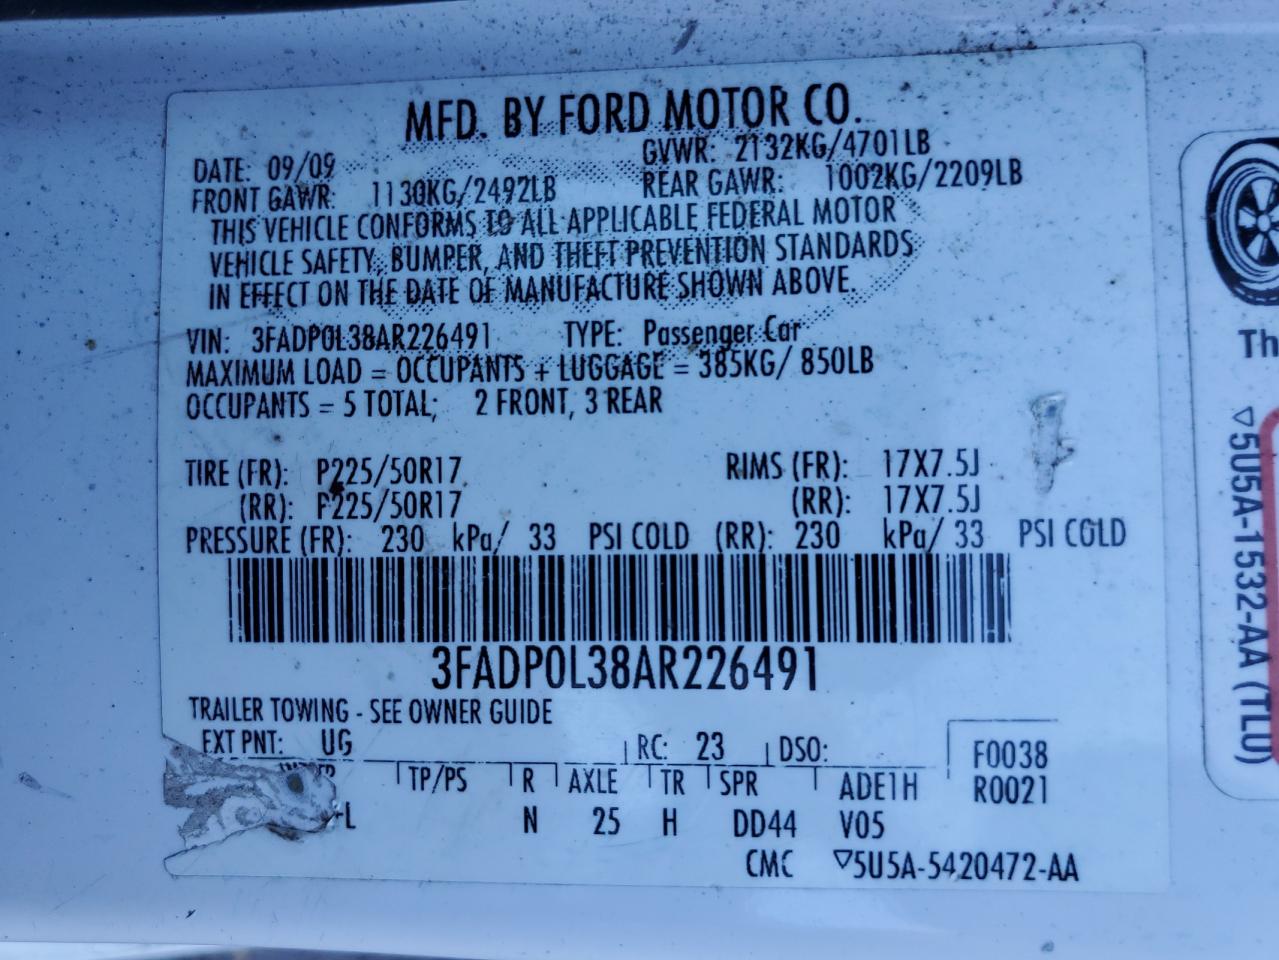 MFD. BY FORD MOTOR CO.
DATE: 09/09 GVWR: 2132KG/4701LB
FRONT GAWR: 1130KG/2492LB REAR GAWR: 1002KG/2209LB
THIS VEHICLE CONFORMS TO ALL APPLICABLE FEDERAL MOTOR
VEHICLE SAFETY, BUMPER, AND THEFT PREVENTION STANDARDS
IN EFFECT ON THE DATE OF MANUFACTURE SHOWN ABOVE.
VIN: 3FADP0L38AR226491 TYPE: Passenger Car
MAXIMUM LOAD = OCCUPANTS + LUGGAGE = 385KG/ 850LB
OCCUPANTS = 5 TOTAL; 2 FRONT, 3 REAR
TIRE (FR): P225/50R17 RIMS (FR): 17X7.5J
(RR): P225/50R17 (RR): 17X7.5J
PRESSURE (FR): 230 kPa/ 33 PSI COLD (RR): 230 kPa/ 33 PSI COLD
3FADP0L38AR226491
TRAILER TOWING - SEE OWNER GUIDE
EXT PNT: UG RC: 23 DSO: F0038
TP/PS R AXLE TR SPR ADE1H R0021
L N 25 H DD44 V05
CMC ▽5U5A-5420472-AA
Th
▽5U5A-1532-AA (TLU)